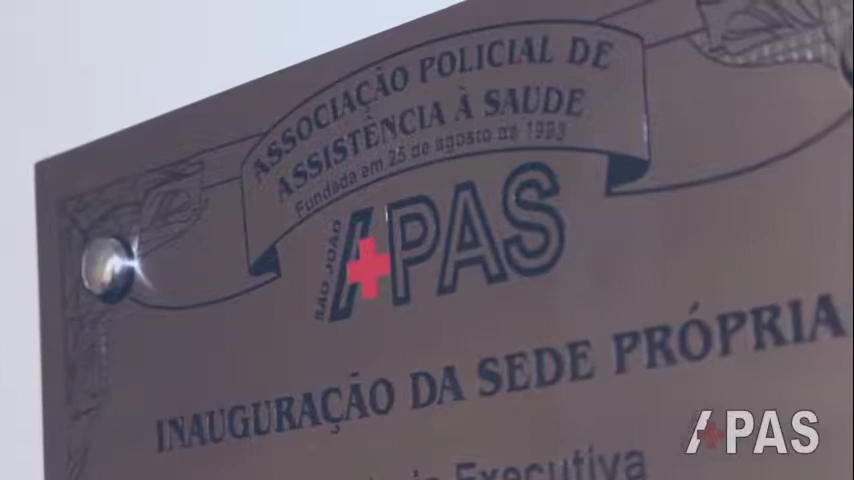 ASSOCIAÇÃO POLICIAL DE
ASSISTÊNCIA À SAUDE
Fundada em 25 de agosto de 1993
SÃO JOÃO
APAS
INAUGURAÇÃO DA SEDE PRÓPRIA
Executiva
APAS